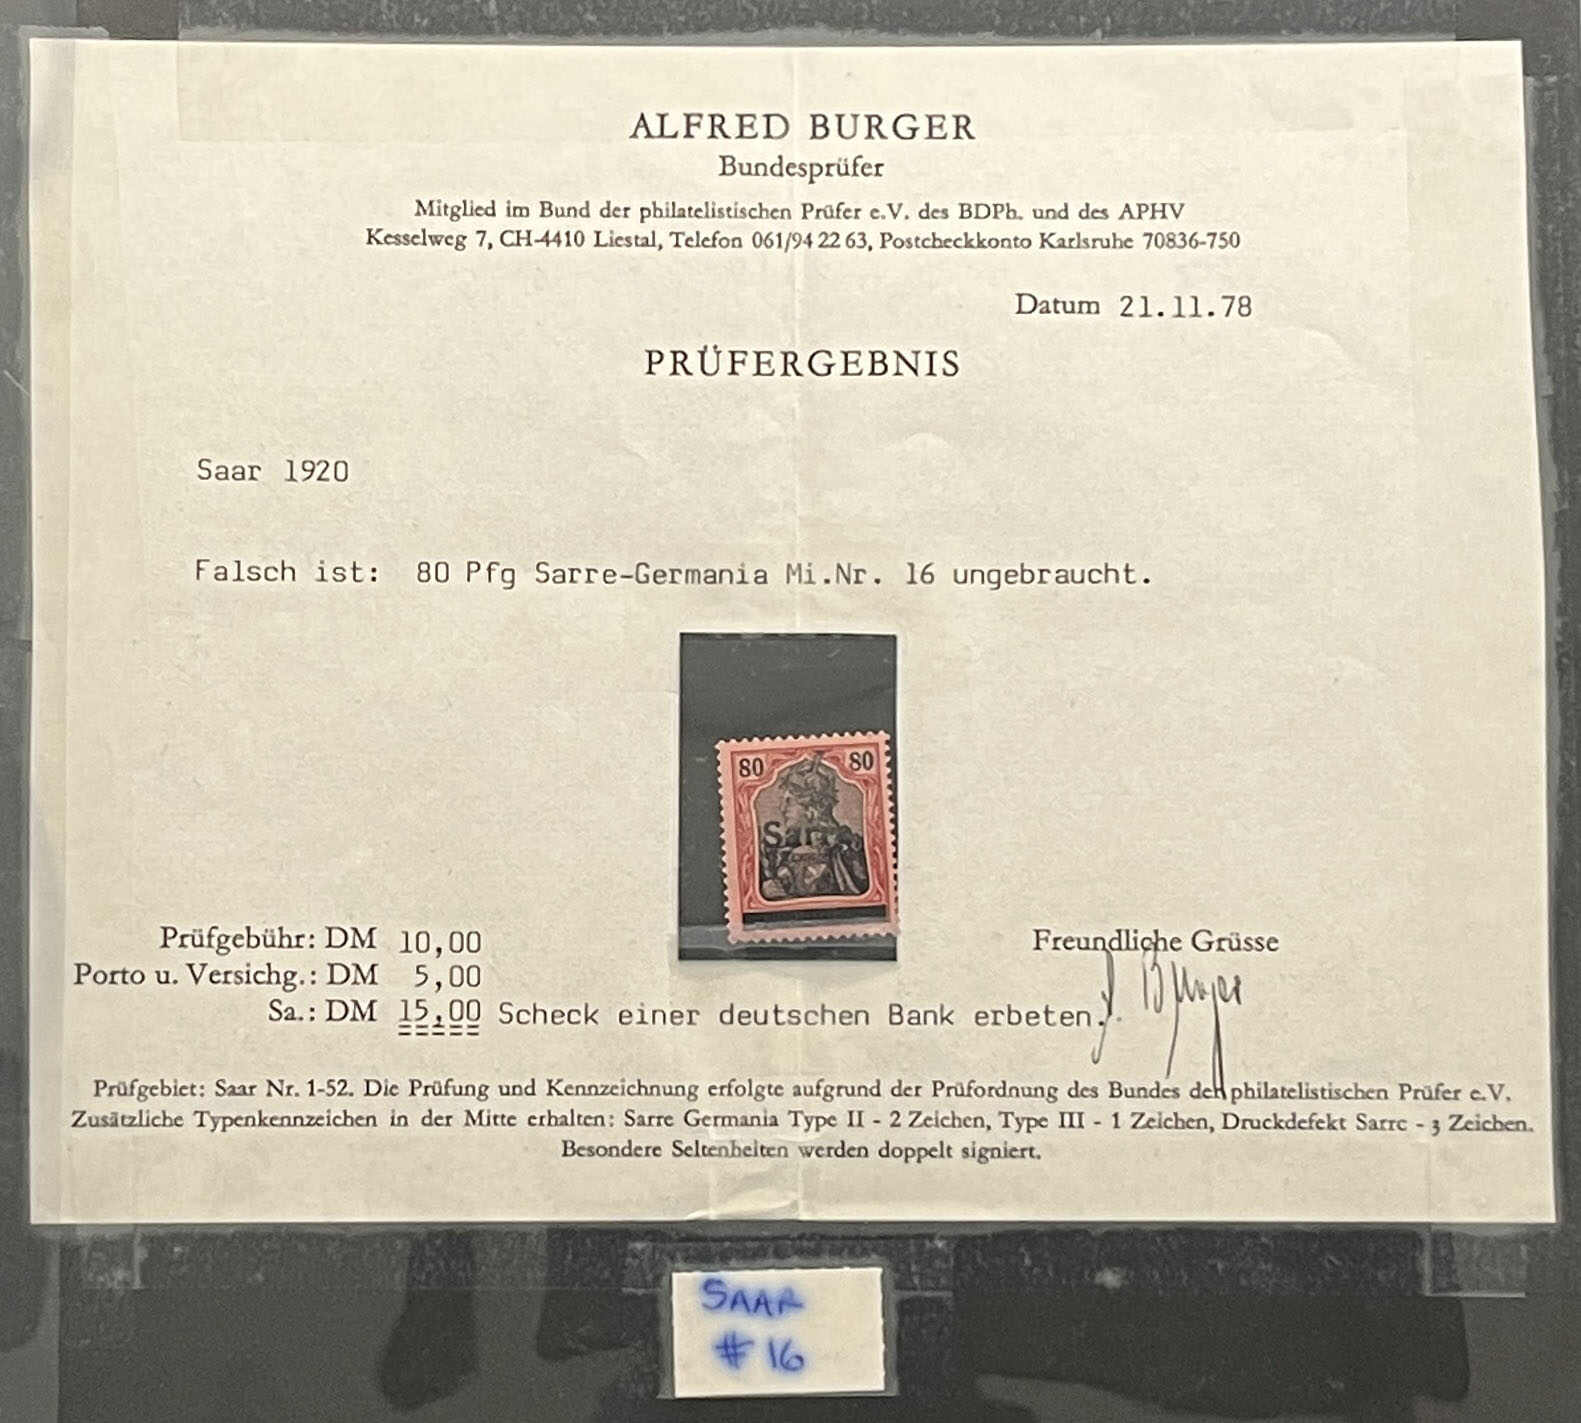 ALFRED BURGER
Bundesprüfer
Mitglied im Bund der philatelistischen Prüfer e.V. des BDPh. und des APHV
Kesselweg 7, CH-4410 Liestal, Telefon 061/94 22 63, Postcheckkonto Karlsruhe 70836-750
Datum 21.11.78
PRÜFERGEBNIS
Saar 1920
Falsch ist: 80 Pfg Sarre-Germania Mi.Nr. 16 ungebraucht.
80 80
Sarre
Prüfgebühr: DM 10,00
Porto u. Versichg.: DM 5,00
Sa.: DM 15,00 Scheck einer deutschen Bank erbeten.
Freundliche Grüsse
Burger
Prüfgebiet: Saar Nr. 1-52. Die Prüfung und Kennzeichnung erfolgte aufgrund der Prüfordnung des Bundes der philatelistischen Prüfer e.V.
Zusätzliche Typenkennzeichen in der Mitte erhalten: Sarre Germania Type II - 2 Zeichen, Type III - 1 Zeichen, Druckdefekt Sarre - 3 Zeichen.
Besondere Seltenheiten werden doppelt signiert.
SAAR
#16